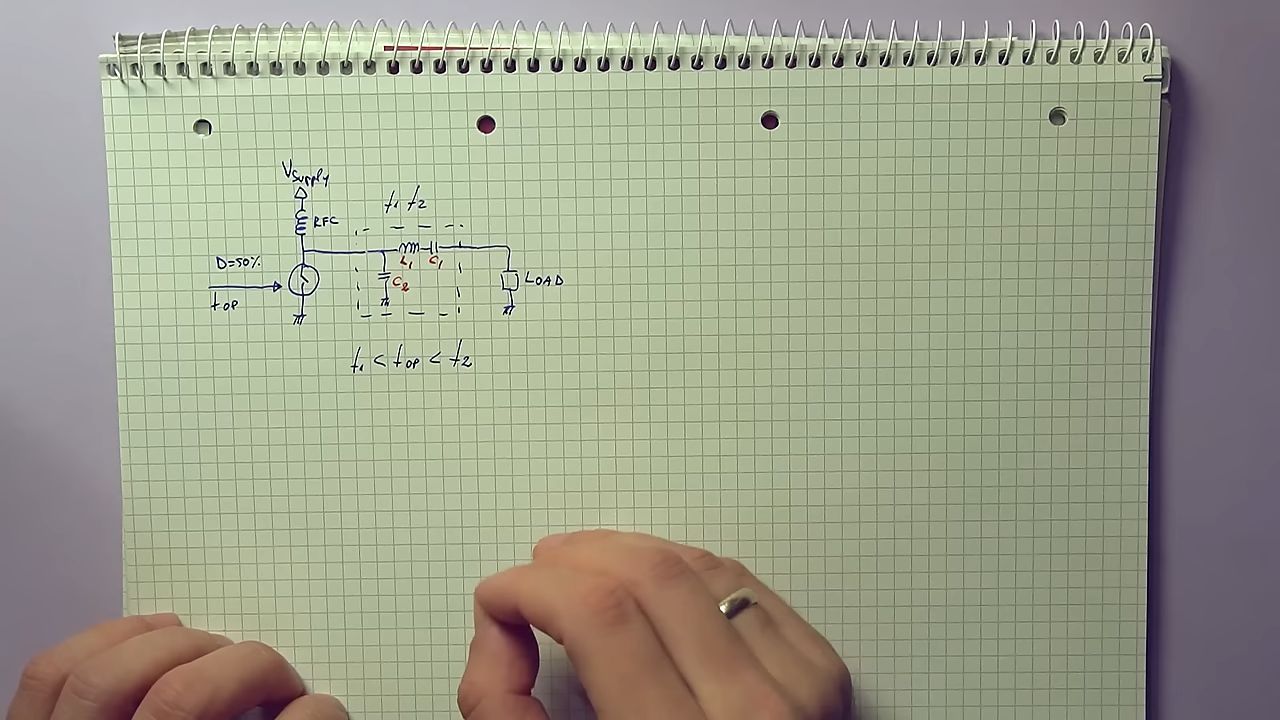 Vsupply
f1 f2
RFC
D=50%
L1 C1
C2
LOAD
fop
f1 < fop < f2